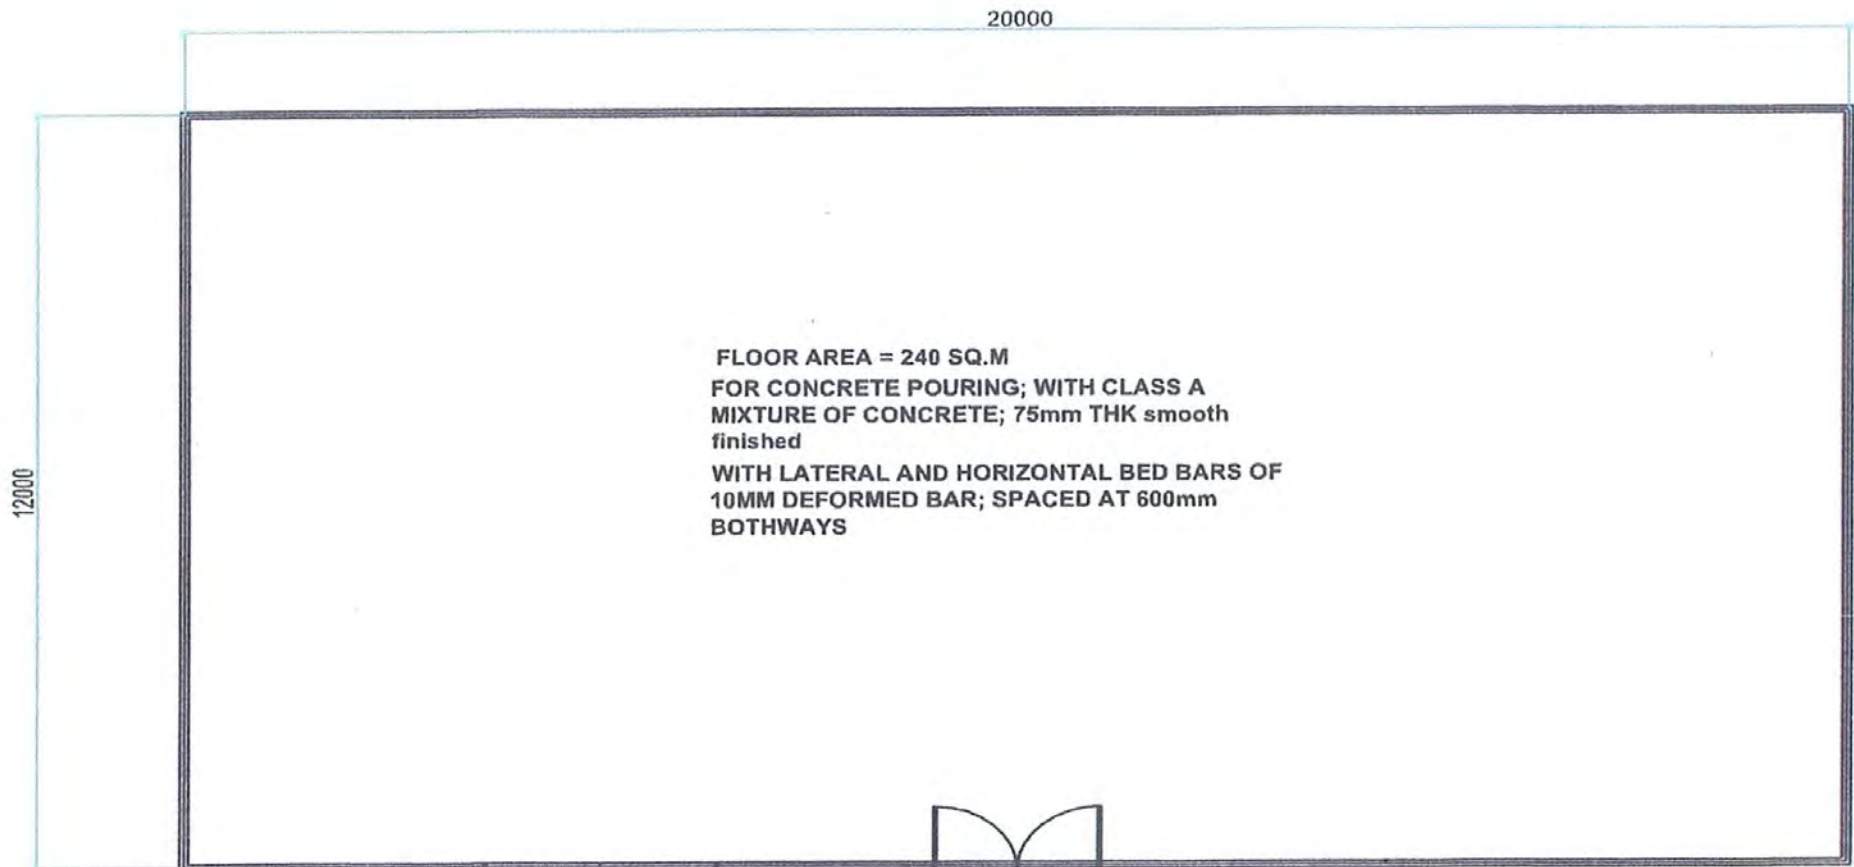 20000
FLOOR AREA = 240 SQ.M
FOR CONCRETE POURING; WITH CLASS A
MIXTURE OF CONCRETE; 75mm THK smooth
finished
WITH LATERAL AND HORIZONTAL BED BARS OF
10MM DEFORMED BAR; SPACED AT 600mm
BOTHWAYS
12000